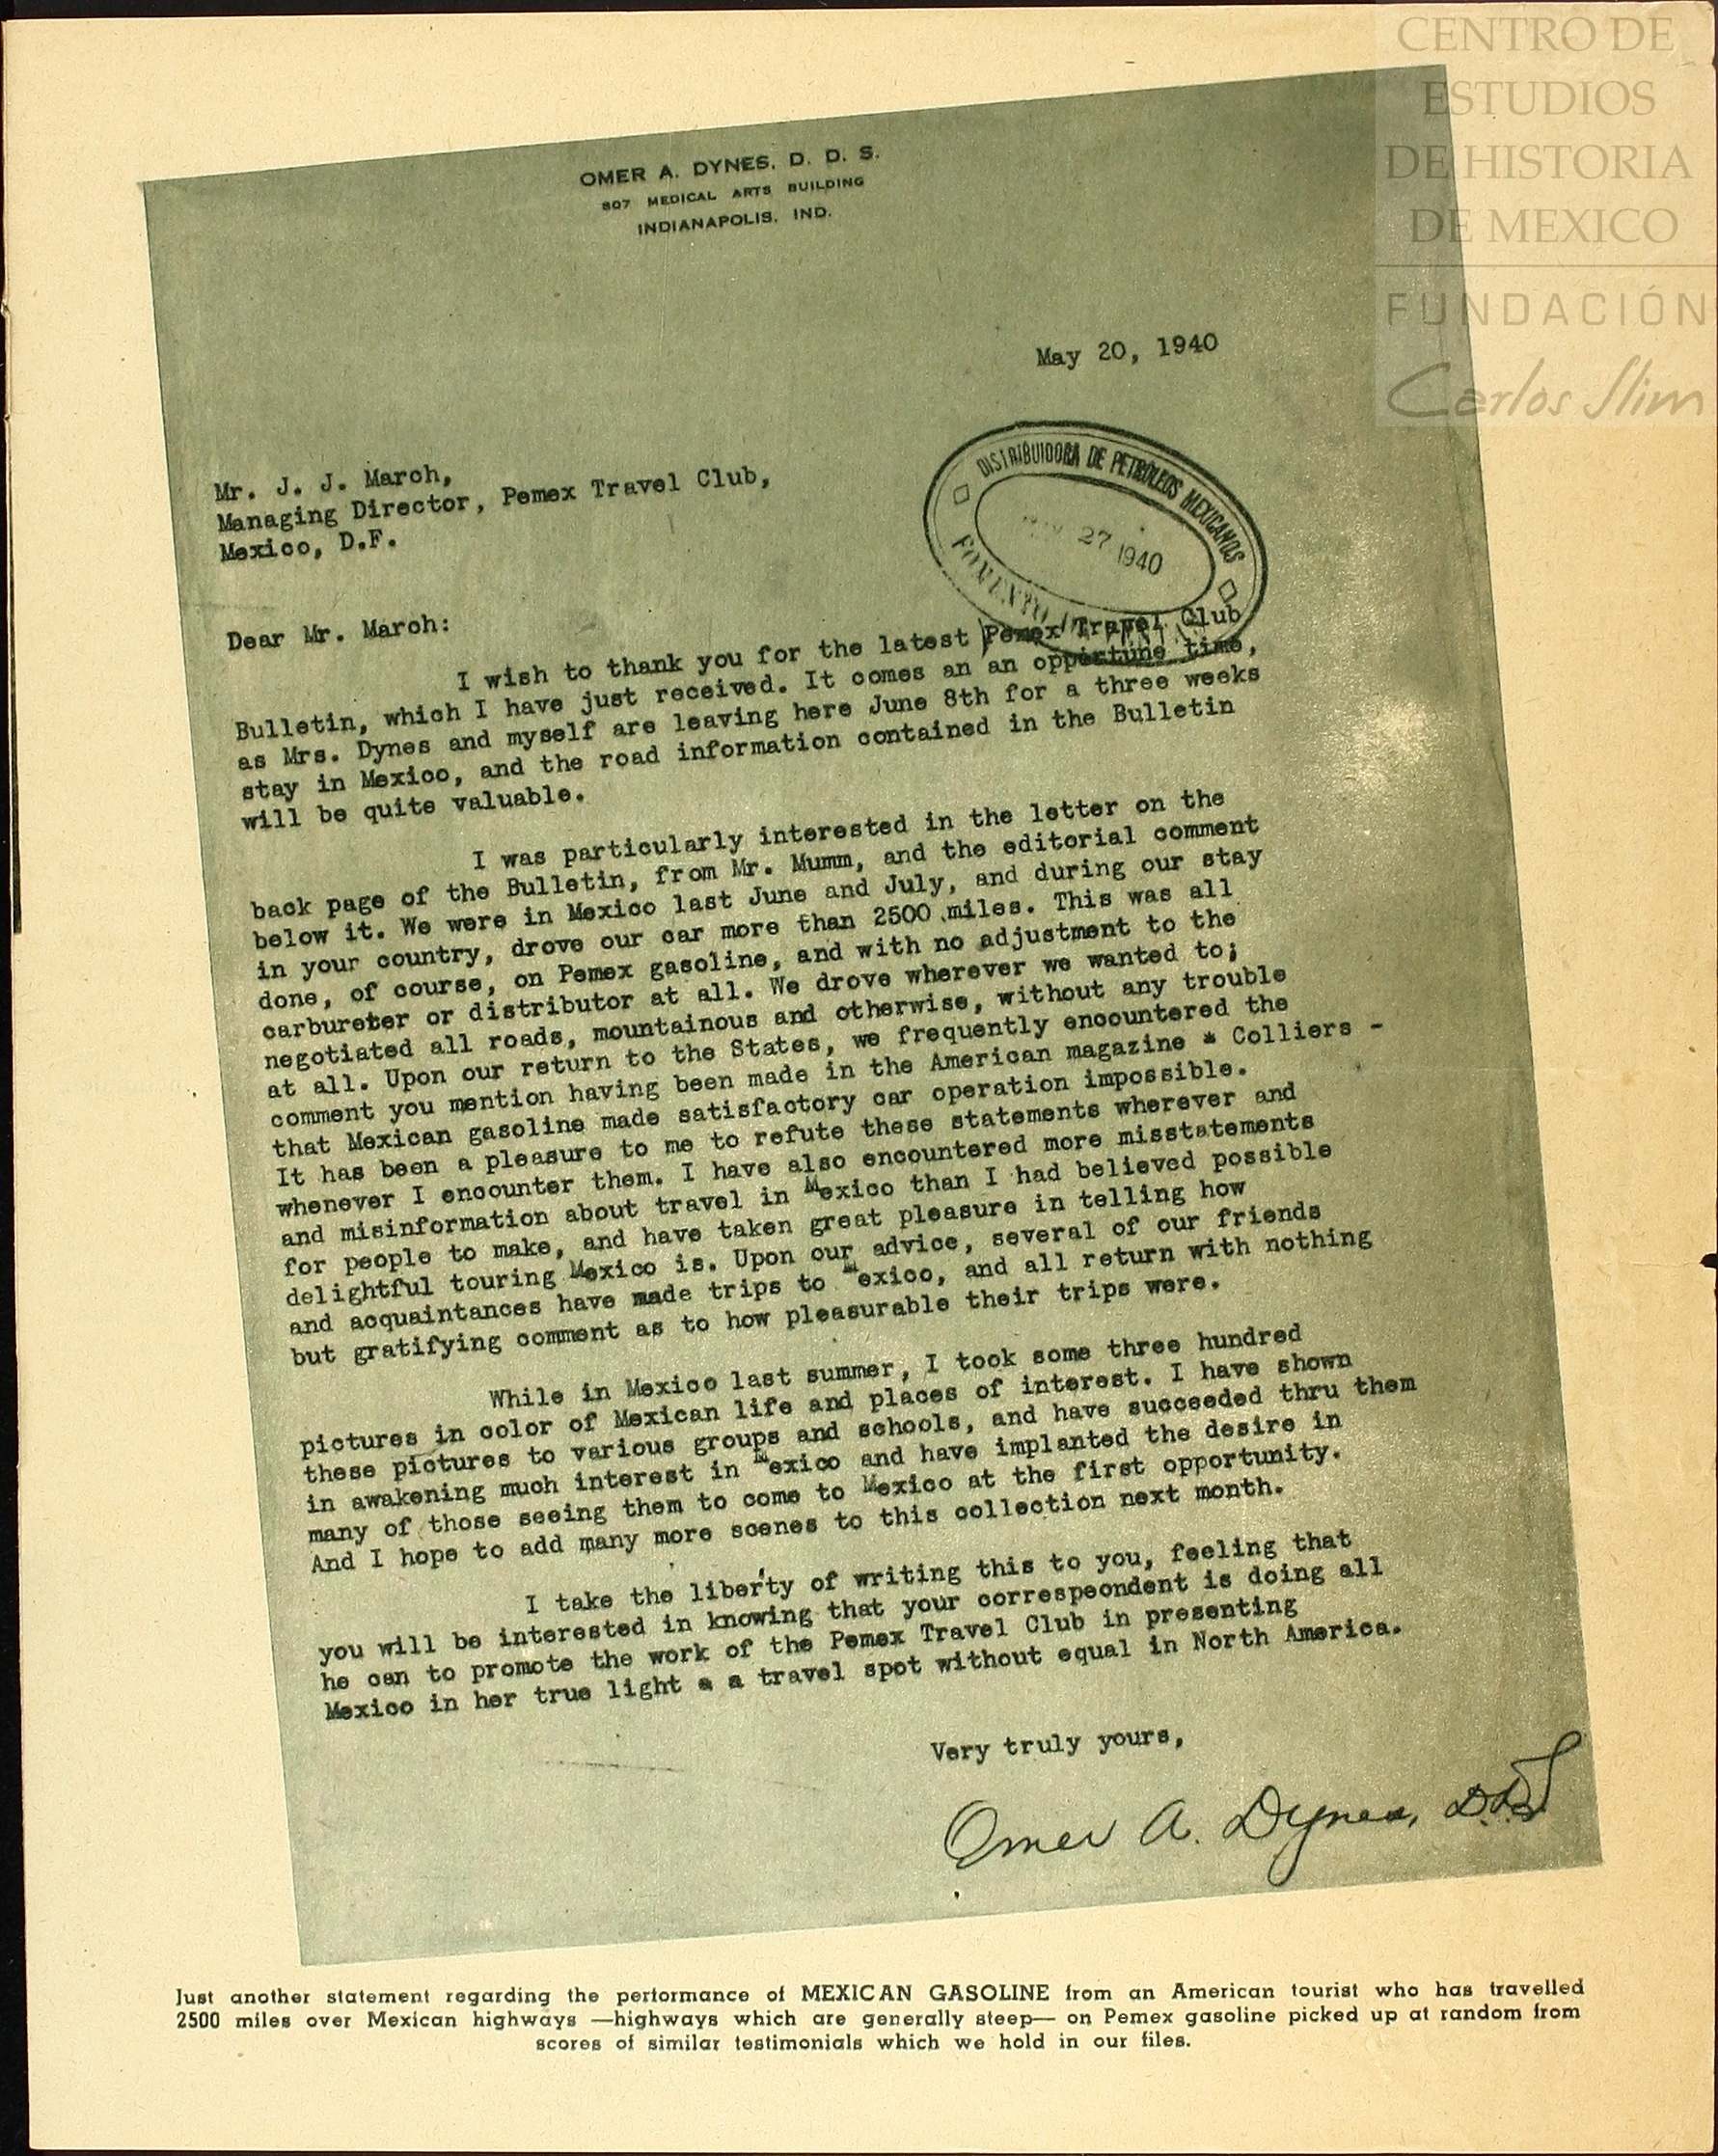 CENTRO DE
ESTUDIOS
DE HISTORIA
DE MEXICO
FUNDACIÓN
Carlos Slim
OMER A. DYNES, D. D. S.
807 MEDICAL ARTS BUILDING
INDIANAPOLIS, IND.
May 20, 1940
DISTRIBUIDORA DE PETROLEOS MEXICANOS
27 1940
Mr. J. J. March,
Managing Director, Pemex Travel Club,
Mexico, D.F.
Dear Mr. March:
I wish to thank you for the latest Pemex Travel Club
Bulletin, which I have just received. It comes an an opportune time,
as Mrs. Dynes and myself are leaving here June 8th for a three weeks
stay in Mexico, and the road information contained in the Bulletin
will be quite valuable.
I was particularly interested in the letter on the
back page of the Bulletin, from Mr. Mumm, and the editorial comment
below it. We were in Mexico last June and July, and during our stay
in your country, drove our car more than 2500 miles. This was all
done, of course, on Pemex gasoline, and with no adjustment to the
carbureter or distributor at all. We drove wherever we wanted to;
negotiated all roads, mountainous and otherwise, without any trouble
at all. Upon our return to the States, we frequently encountered the
comment you mention having been made in the American magazine * Colliers -
that Mexican gasoline made satisfactory car operation impossible.
It has been a pleasure to me to refute these statements wherever and
whenever I encounter them. I have also encountered more misstatements
and misinformation about travel in Mexico than I had believed possible
for people to make, and have taken great pleasure in telling how
delightful touring Mexico is. Upon our advice, several of our friends
and acquaintances have made trips to Mexico, and all return with nothing
but gratifying comment as to how pleasurable their trips were.
While in Mexico last summer, I took some three hundred
pictures in color of Mexican life and places of interest. I have shown
these pictures to various groups and schools, and have succeeded thru them
in awakening much interest in Mexico and have implanted the desire in
many of those seeing them to come to Mexico at the first opportunity.
And I hope to add many more scenes to this collection next month.
I take the liberty of writing this to you, feeling that
you will be interested in knowing that your correspeondent is doing all
he can to promote the work of the Pemex Travel Club in presenting
Mexico in her true light a a travel spot without equal in North America.
Very truly yours,
Omer A. Dynes, DDS
Just another statement regarding the performance of MEXICAN GASOLINE from an American tourist who has travelled
2500 miles over Mexican highways —highways which are generally steep— on Pemex gasoline picked up at random from
scores of similar testimonials which we hold in our files.